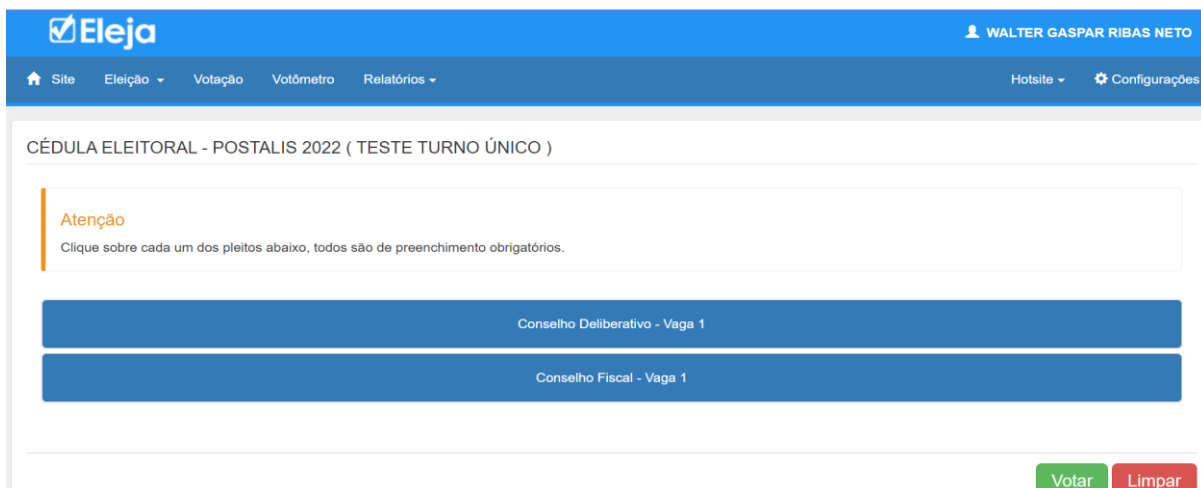 Eleja
WALTER GASPAR RIBAS NETO
Site Eleição Votação Votômetro Relatórios Hotsite Configurações
CÉDULA ELEITORAL - POSTALIS 2022 ( TESTE TURNO ÚNICO )
Atenção
Clique sobre cada um dos pleitos abaixo, todos são de preenchimento obrigatórios.
Conselho Deliberativo - Vaga 1
Conselho Fiscal - Vaga 1
Votar Limpar